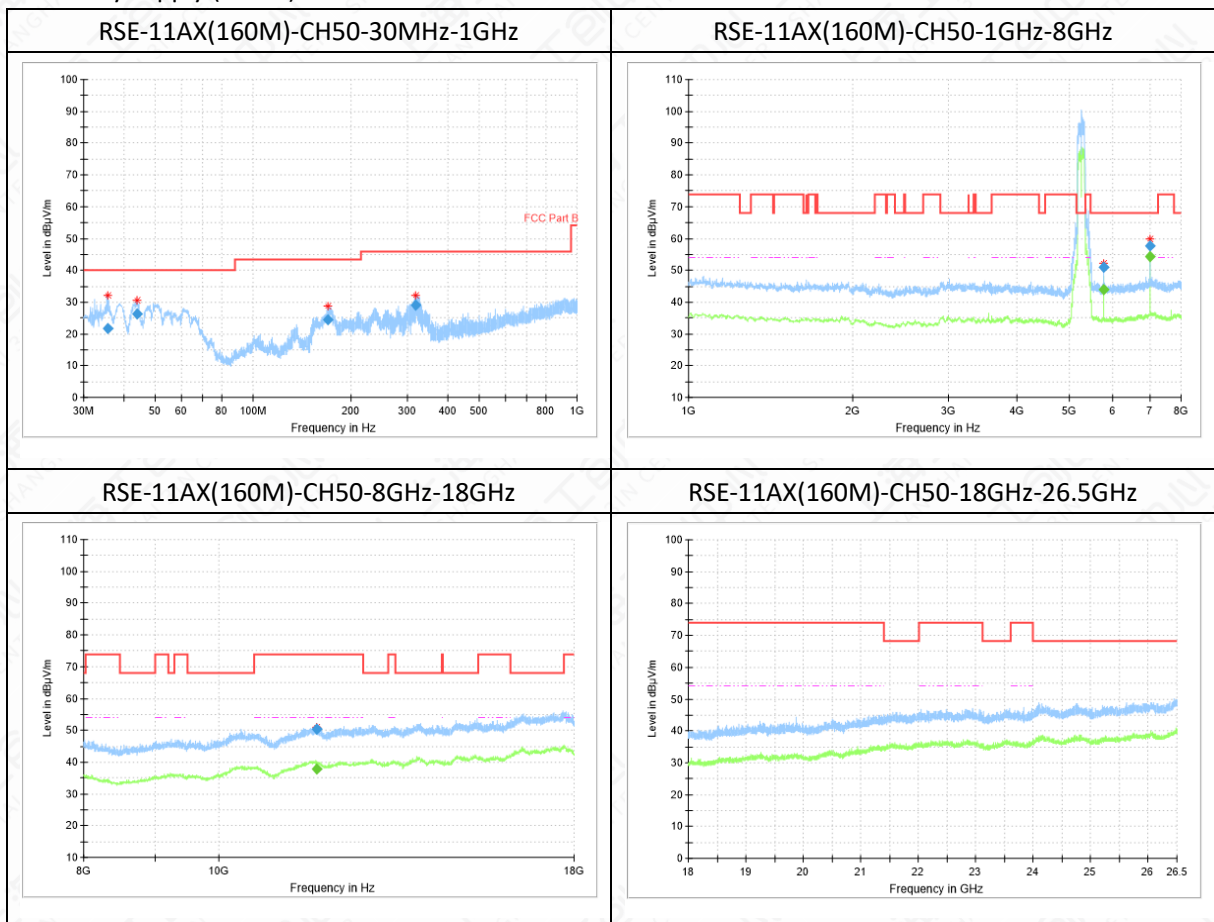 RSE-11AX(160M)-CH50-30MHz-1GHz
RSE-11AX(160M)-CH50-1GHz-8GHz
100
90
80
70
60
50
40
30
20
10
0
Level in dBµV/m
FCC Part B
30M 50 60 80 100M 200 300 400 500 800 1G
Frequency in Hz
110
100
90
80
70
60
50
40
30
20
10
Level in dBµV/m
1G 2G 3G 4G 5G 6 7 8G
Frequency in Hz
RSE-11AX(160M)-CH50-8GHz-18GHz
RSE-11AX(160M)-CH50-18GHz-26.5GHz
110
100
90
80
70
60
50
40
30
20
10
Level in dBµV/m
8G 10G 18G
Frequency in Hz
100
90
80
70
60
50
40
30
20
10
0
Level in dBµV/m
18 19 20 21 22 23 24 25 26 26.5
Frequency in GHz